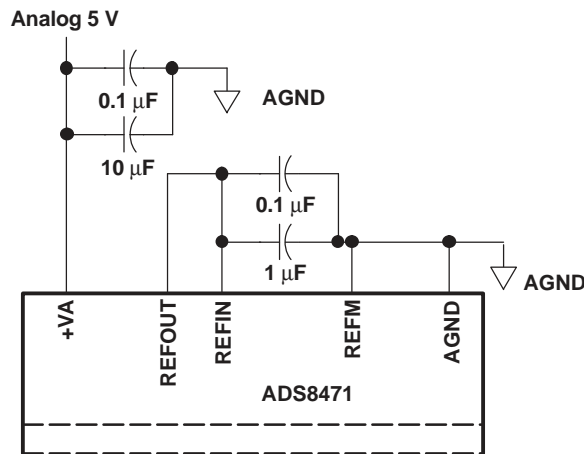 Analog 5 V
0.1 μF
AGND
10 μF
0.1 μF
1 μF
AGND
+VA
REFOUT
REFIN
REFM
AGND
ADS8471